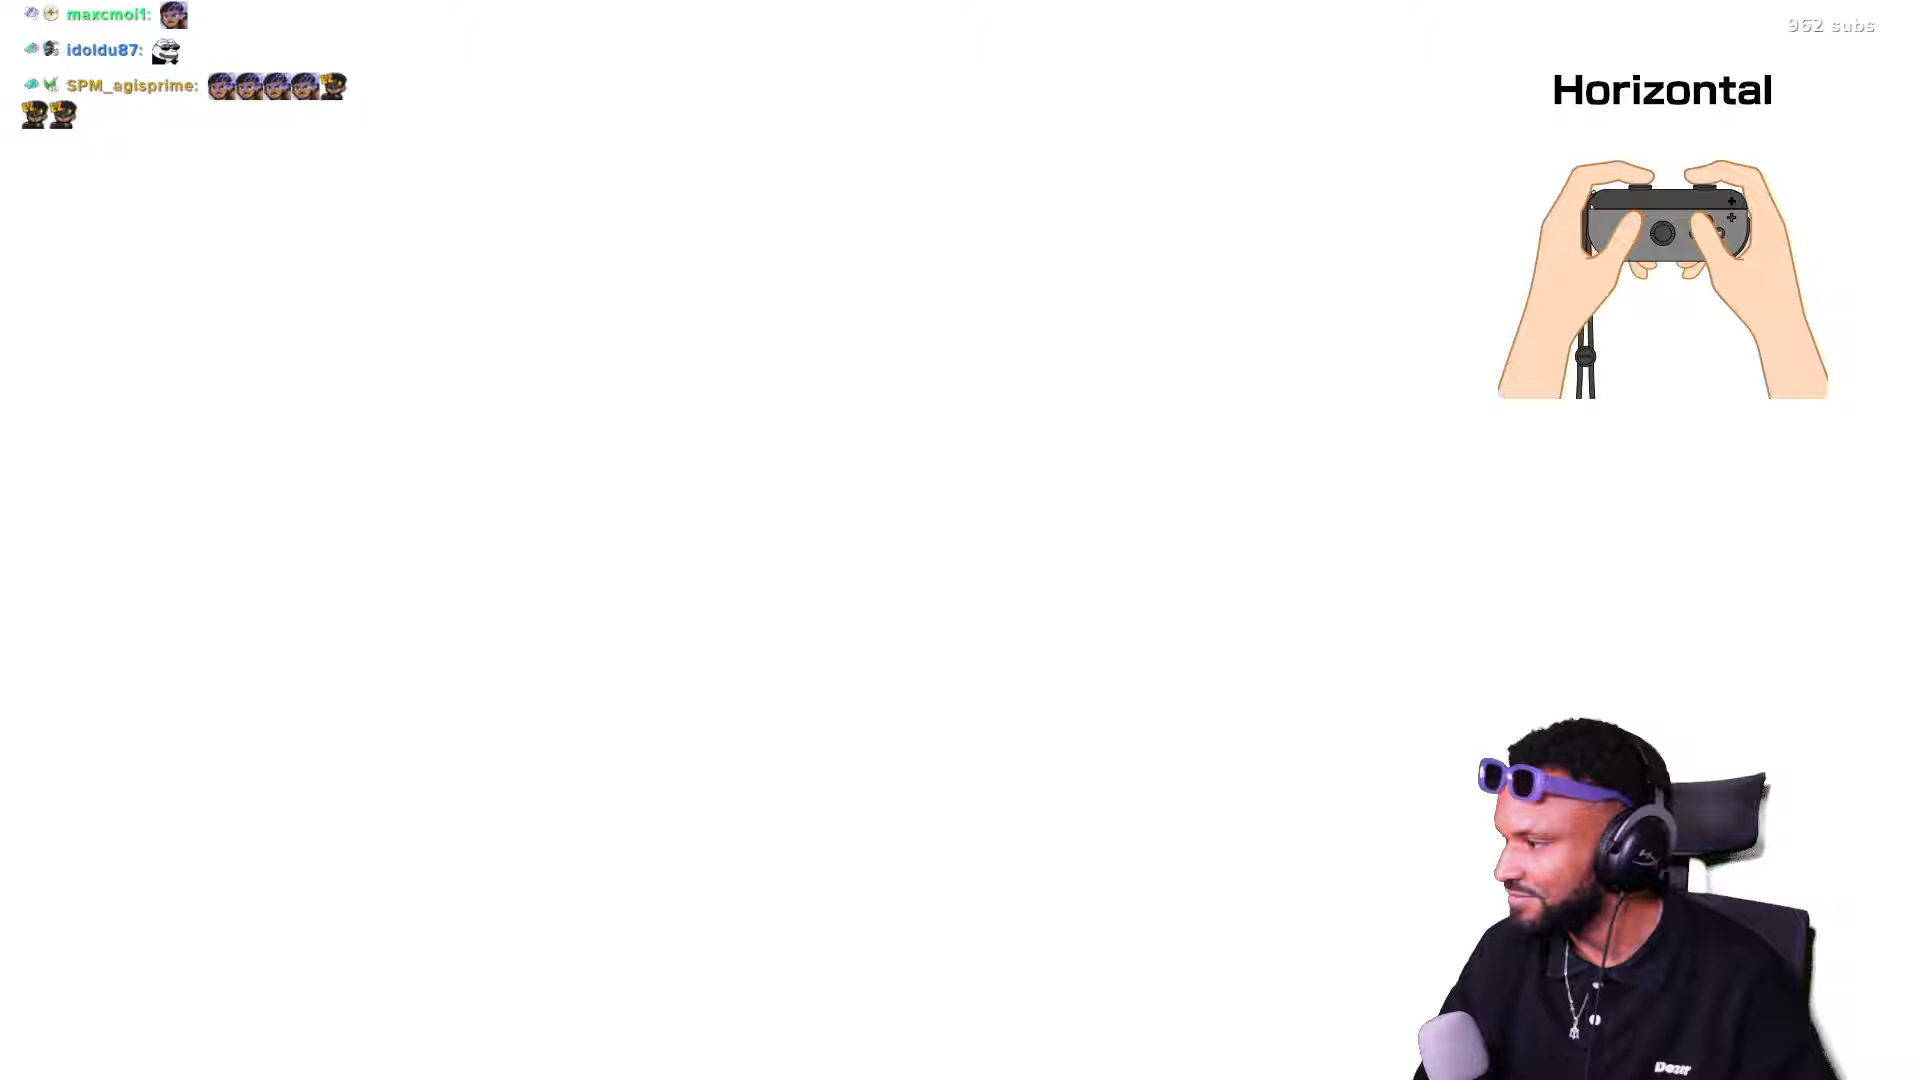 maxcmoi1:
idoldu87:
SPM_agisprime:
962 subs
Horizontal